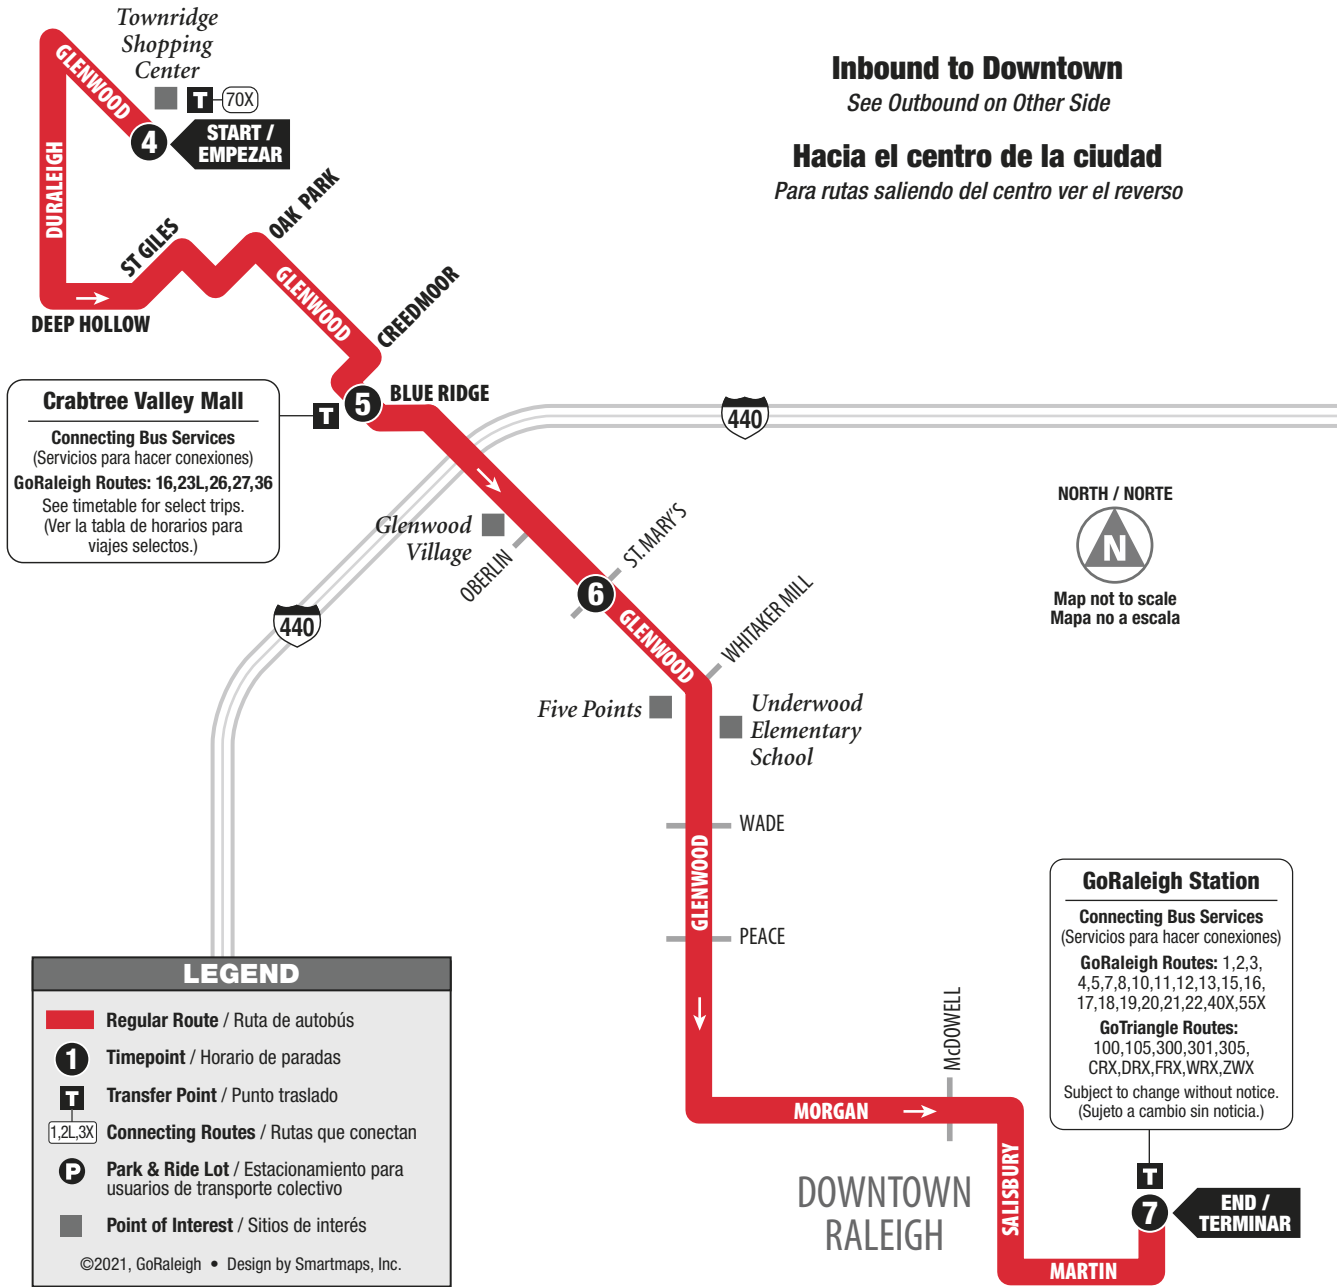 Townridge
Shopping
Center
T
70X
GLENWOOD
4
START /
EMPEZAR
Inbound to Downtown
See Outbound on Other Side
Hacia el centro de la ciudad
Para rutas saliendo del centro ver el reverso
DURALEIGH
ST GILES
OAK PARK
DEEP HOLLOW
GLENWOOD
CREEDMOOR
5
BLUE RIDGE
T
Crabtree Valley Mall
Connecting Bus Services
(Servicios para hacer conexiones)
GoRaleigh Routes: 16,23L,26,27,36
See timetable for select trips.
(Ver la tabla de horarios para
viajes selectos.)
440
440
NORTH / NORTE
N
Map not to scale
Mapa no a escala
Glenwood
Village
OBERLIN
ST. MARY'S
6
GLENWOOD
WHITAKER MILL
Five Points
Underwood
Elementary
School
WADE
GLENWOOD
PEACE
McDOWELL
MORGAN
SALISBURY
DOWNTOWN
RALEIGH
MARTIN
GoRaleigh Station
Connecting Bus Services
(Servicios para hacer conexiones)
GoRaleigh Routes: 1,2,3,
4,5,7,8,10,11,12,13,15,16,
17,18,19,20,21,22,40X,55X
GoTriangle Routes:
100,105,300,301,305,
CRX,DRX,FRX,WRX,ZWX
Subject to change without notice.
(Sujeto a cambio sin noticia.)
T
7
END /
TERMINAR
LEGEND
Regular Route / Ruta de autobús
1
Timepoint / Horario de paradas
T
Transfer Point / Punto traslado
1,2L,3X
Connecting Routes / Rutas que conectan
P
Park & Ride Lot / Estacionamiento para
usuarios de transporte colectivo
Point of Interest / Sitios de interés
©2021, GoRaleigh • Design by Smartmaps, Inc.